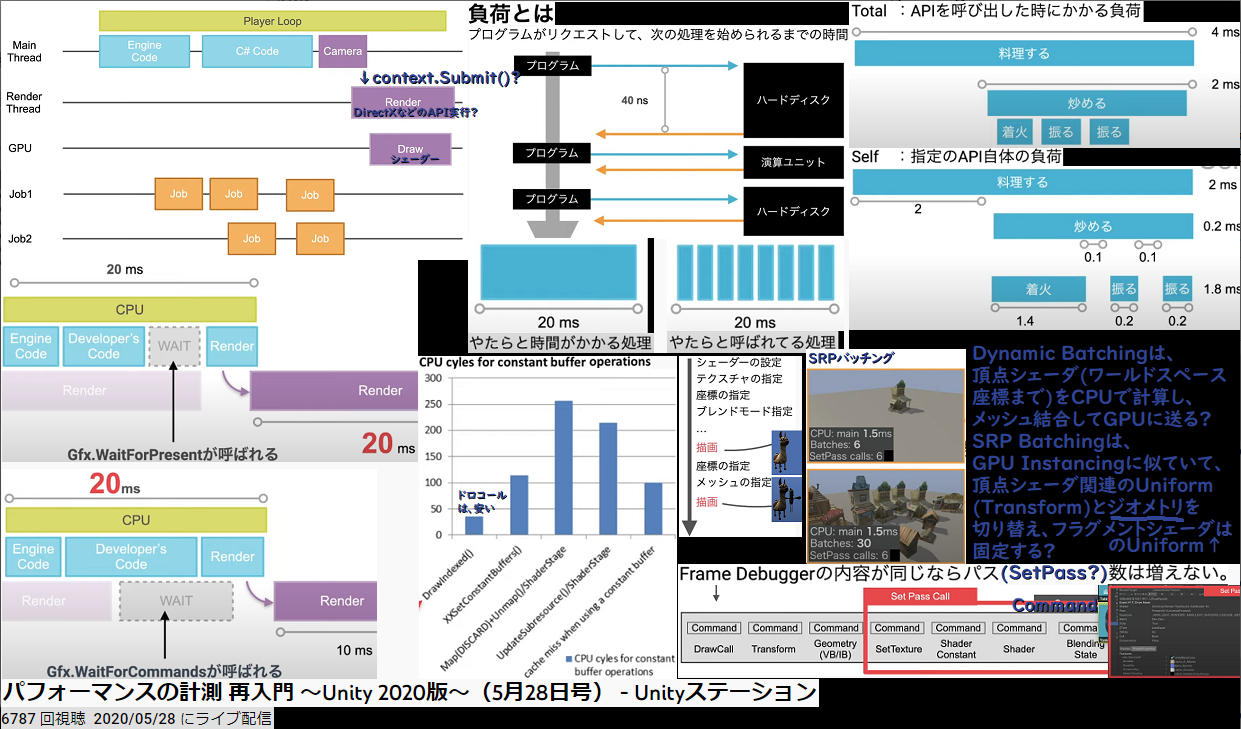 Player Loop
Main
Thread
Engine
Code
C# Code
Camera
↓context.Submit()?
Render
Thread
Render
DirectXなどのAPI実行?
GPU
Draw
シェーダー
Job1
Job
Job
Job
Job2
Job
Job
20 ms
CPU
Engine
Code
Developer's
Code
WAIT
Render
Render
Render
20 ms
Gfx.WaitForPresentが呼ばれる
20ms
CPU
Engine
Code
Developer's
Code
Render
Render
WAIT
Render
10 ms
Gfx.WaitForCommandsが呼ばれる
負荷とは
プログラムがリクエストして、次の処理を始められるまでの時間
プログラム
40 ns
ハードディスク
プログラム
演算ユニット
プログラム
ハードディスク
20 ms
やたらと時間がかかる処理
20 ms
やたらと呼ばれてる処理
Total ：APIを呼び出した時にかかる負荷
4 ms
料理する
2 ms
炒める
着火
振る
振る
Self ：指定のAPI自体の負荷
料理する
2 ms
2
炒める
0.2 ms
0.1
0.1
着火
振る
振る
1.8 ms
1.4
0.2
0.2
CPU cyles for constant buffer operations
300
250
200
150
100
50
0
ドロコール
は、安い
DrawIndexed()
XXSetConstantBuffers()
Map(DISCARD)+Unmap()/ShaderStage
UpdateSubresource()/ShaderStage
cache miss when using a constant buffer
CPU cyles for constant
buffer operations
シェーダーの設定
テクスチャの指定
座標の指定
ブレンドモード指定
…
描画
座標の指定
メッシュの指定
描画
SRPバッチング
CPU: main 1.5ms
Batches: 6
SetPass calls: 6
CPU: main 1.5ms
Batches: 30
SetPass calls: 6
Dynamic Batchingは、
頂点シェーダ(ワールドスペース
座標まで)をCPUで計算し、
メッシュ結合してGPUに送る?
SRP Batchingは、
GPU Instancingに似ていて、
頂点シェーダ関連のUniform
(Transform)とジオメトリを
切り替え、フラグメントシェーダは
固定する?
のUniform↑
Frame Debuggerの内容が同じならパス(SetPass?)数は増えない。
Set Pass Call
Command
Command
Command
Command
Command
Command
Command
Comma
DrawCall
Transform
Geometry
(VB/IB)
SetTexture
Shader
Constant
Shader
Blending
State
Set Pas
パフォーマンスの計測 再入門 〜Unity 2020版〜（5月28日号） - Unityステーション
6787 回視聴 2020/05/28 にライブ配信